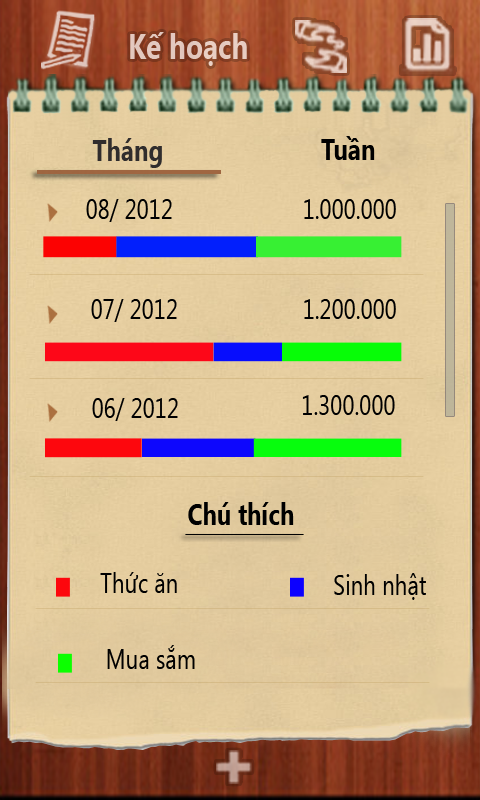 Kế hoạch
Tháng Tuần
08/ 2012 1.000.000
07/ 2012 1.200.000
06/ 2012 1.300.000
Chú thích
Thức ăn Sinh nhật
Mua sắm